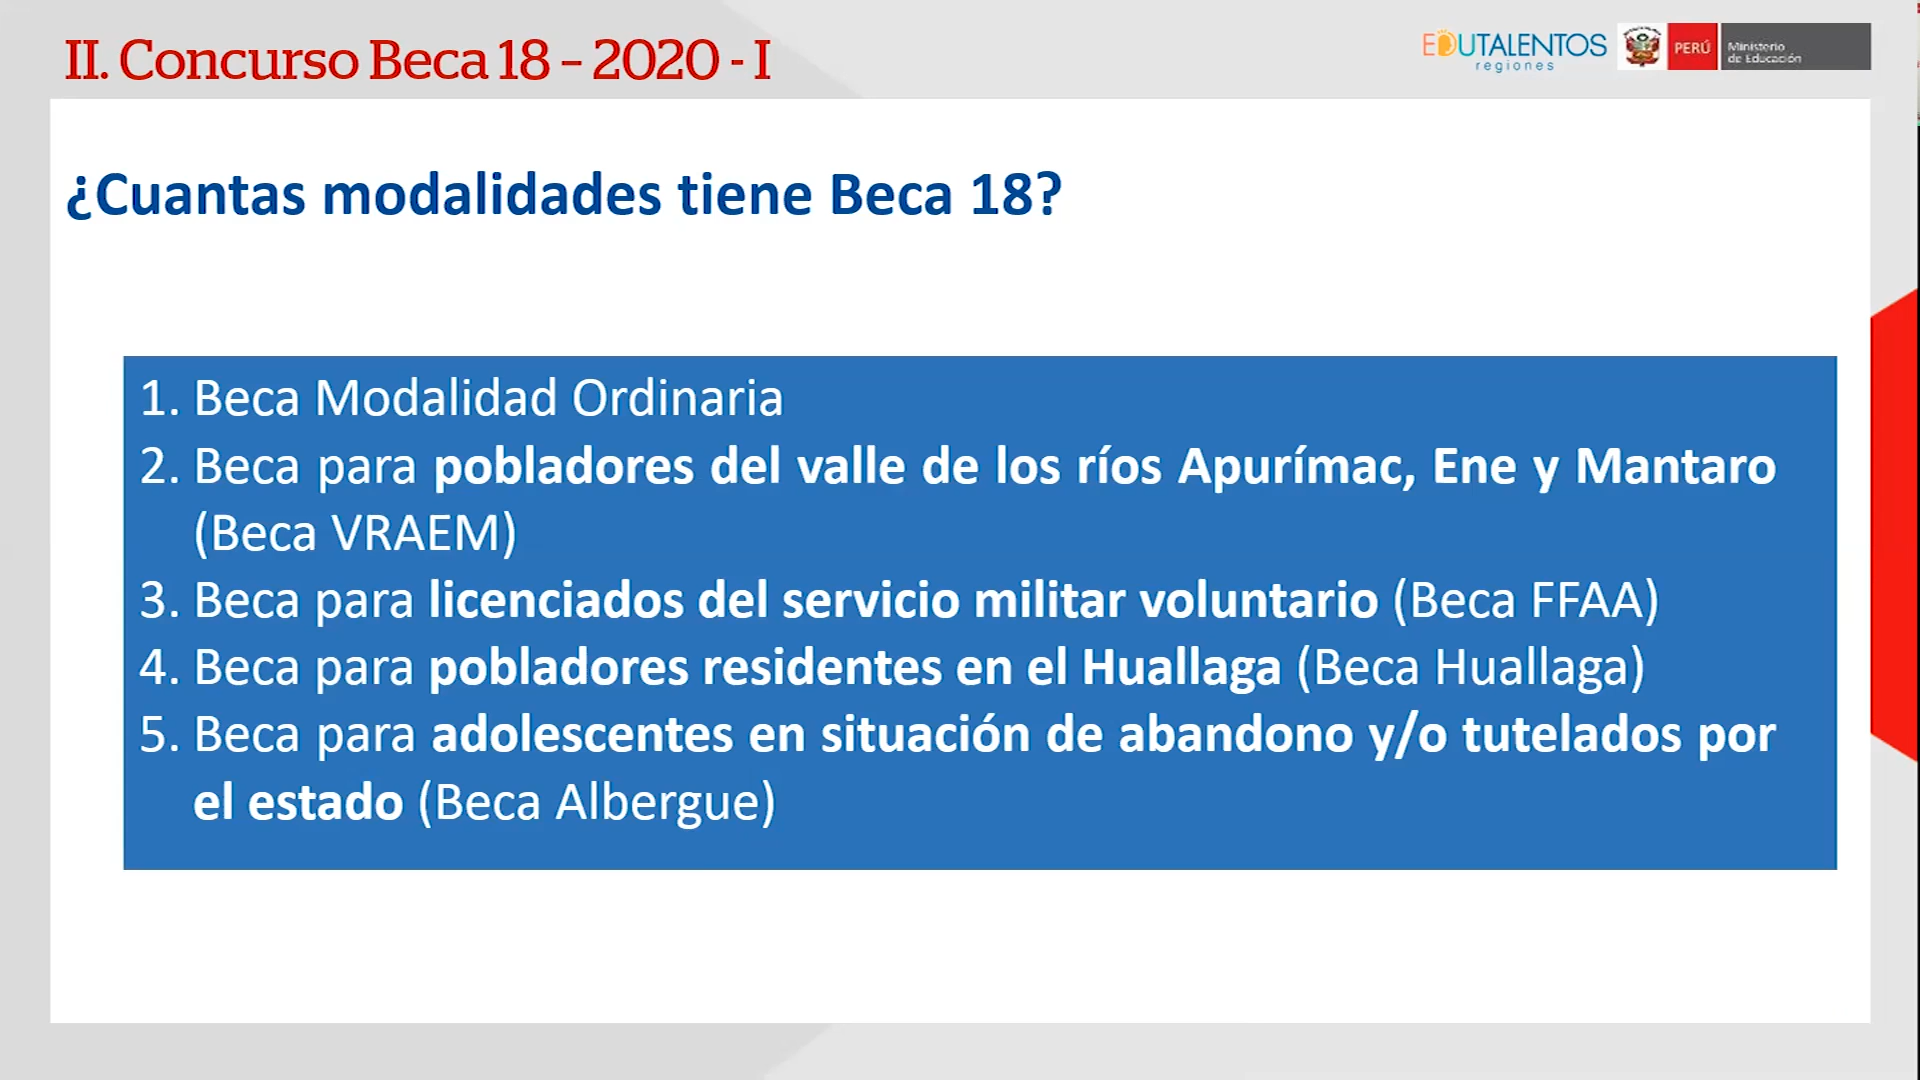 II. Concurso Beca 18 – 2020 - I
EDUTALENTOS
regiones
PERÚ
Ministerio
de Educación
¿Cuantas modalidades tiene Beca 18?
1. Beca Modalidad Ordinaria
2. Beca para pobladores del valle de los ríos Apurímac, Ene y Mantaro
(Beca VRAEM)
3. Beca para licenciados del servicio militar voluntario (Beca FFAA)
4. Beca para pobladores residentes en el Huallaga (Beca Huallaga)
5. Beca para adolescentes en situación de abandono y/o tutelados por
el estado (Beca Albergue)